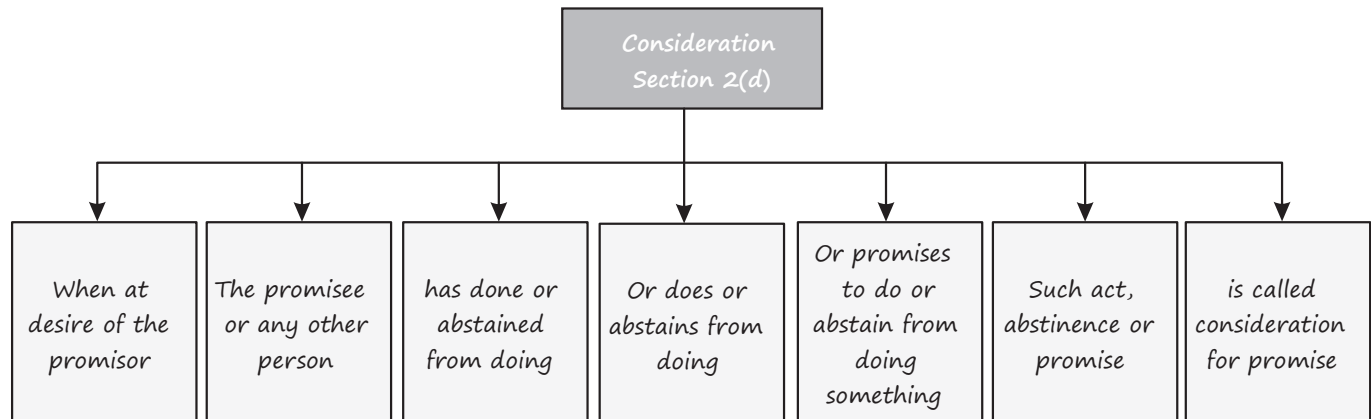 Consideration
Section 2(d)
When at
desire of the
promisor
The promisee
or any other
person
has done or
abstained
from doing
Or does or
abstains from
doing
Or promises
to do or
abstain from
doing
something
Such act,
abstinence or
promise
is called
consideration
for promise